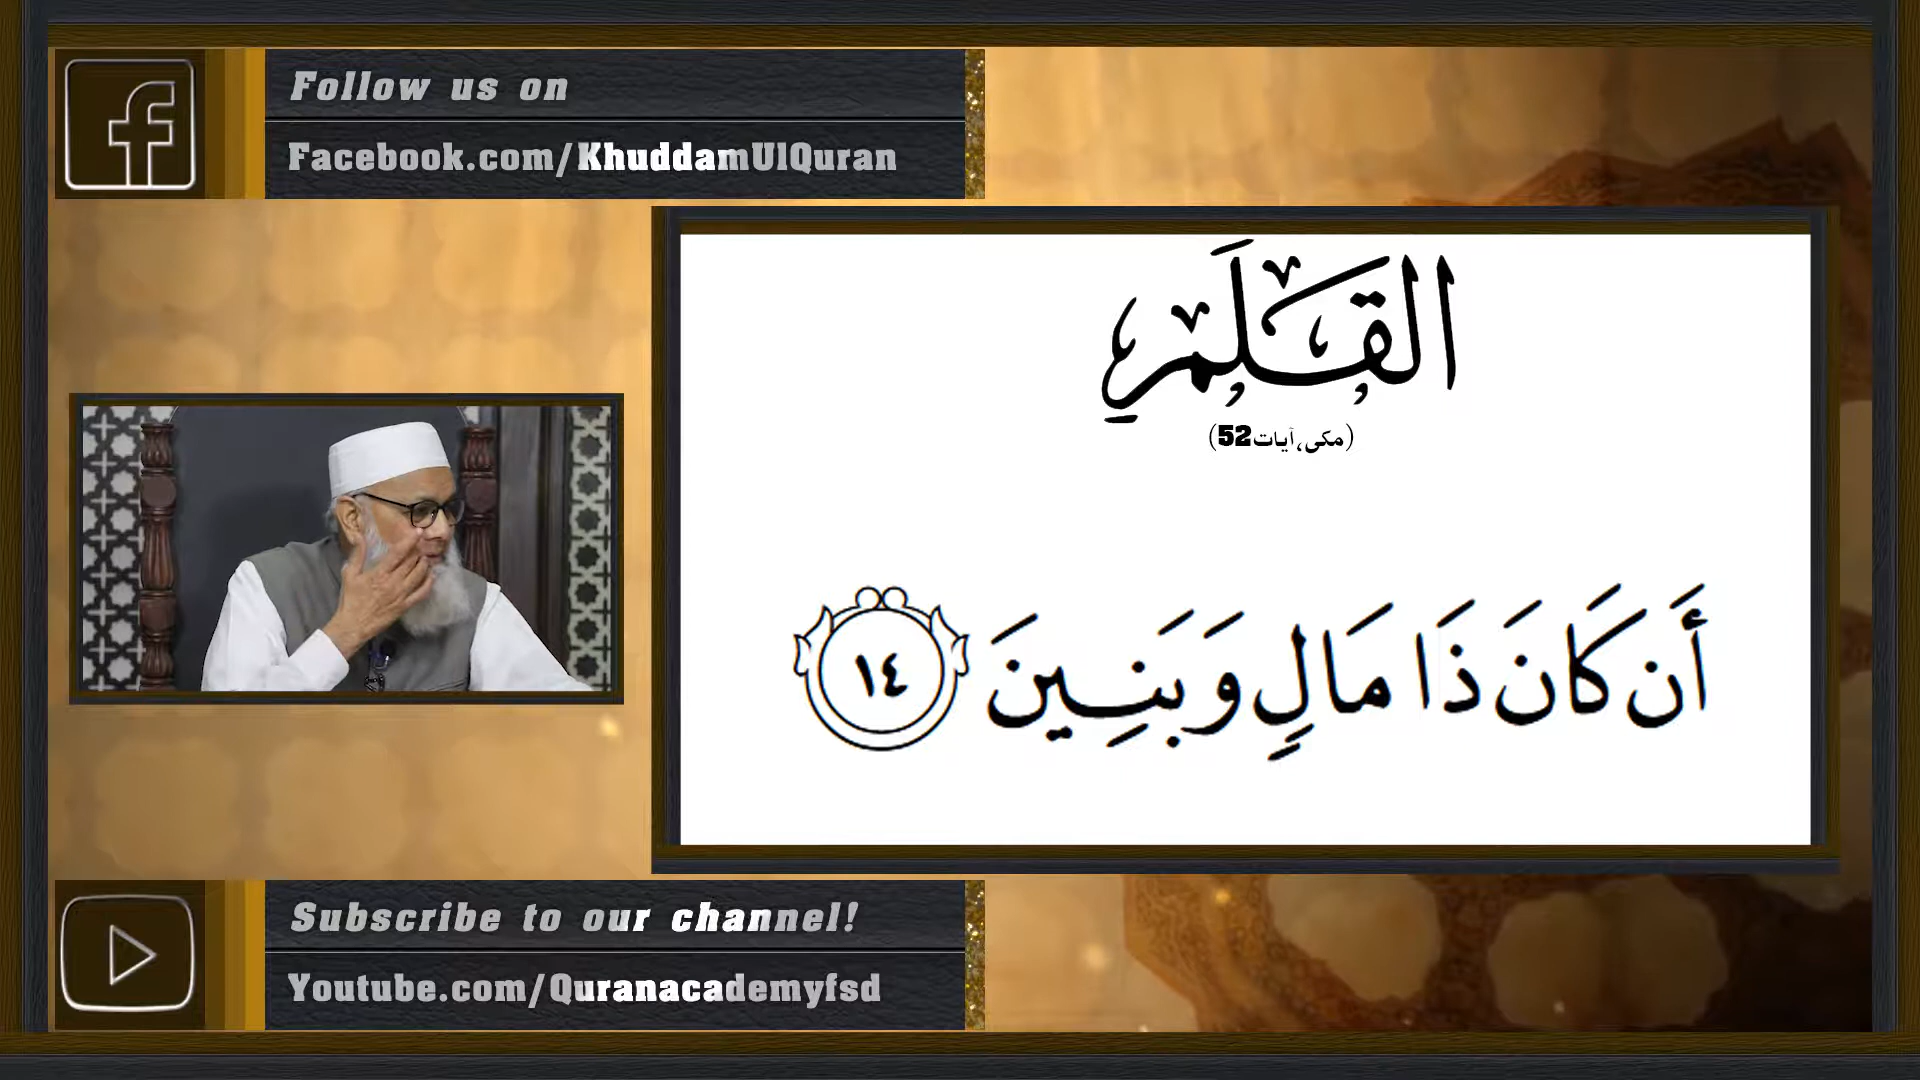 Follow us on
Facebook.com/KhuddamUlQuran
القَلَمِ
(مکی، آیات 52)
أَن كَانَ ذَا مَالٍ وَبَنِينَ ١٤
Subscribe to our channel!
Youtube.com/Quranacademyfsd